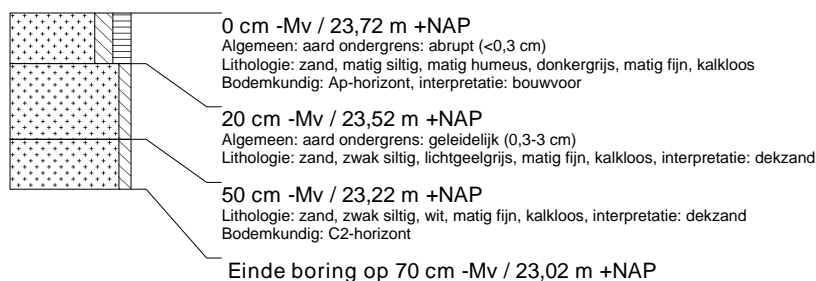 0 cm -Mv / 23,72 m +NAP
Algemeen: aard ondergrens: abrupt (<0,3 cm)
Lithologie: zand, matig siltig, matig humeus, donkergrijs, matig fijn, kalkloos
Bodemkundig: Ap-horizont, interpretatie: bouwvoor
20 cm -Mv / 23,52 m +NAP
Algemeen: aard ondergrens: geleidelijk (0,3-3 cm)
Lithologie: zand, zwak siltig, lichtgeelgrijs, matig fijn, kalkloos, interpretatie: dekzand
50 cm -Mv / 23,22 m +NAP
Lithologie: zand, zwak siltig, wit, matig fijn, kalkloos, interpretatie: dekzand
Bodemkundig: C2-horizont
Einde boring op 70 cm -Mv / 23,02 m +NAP